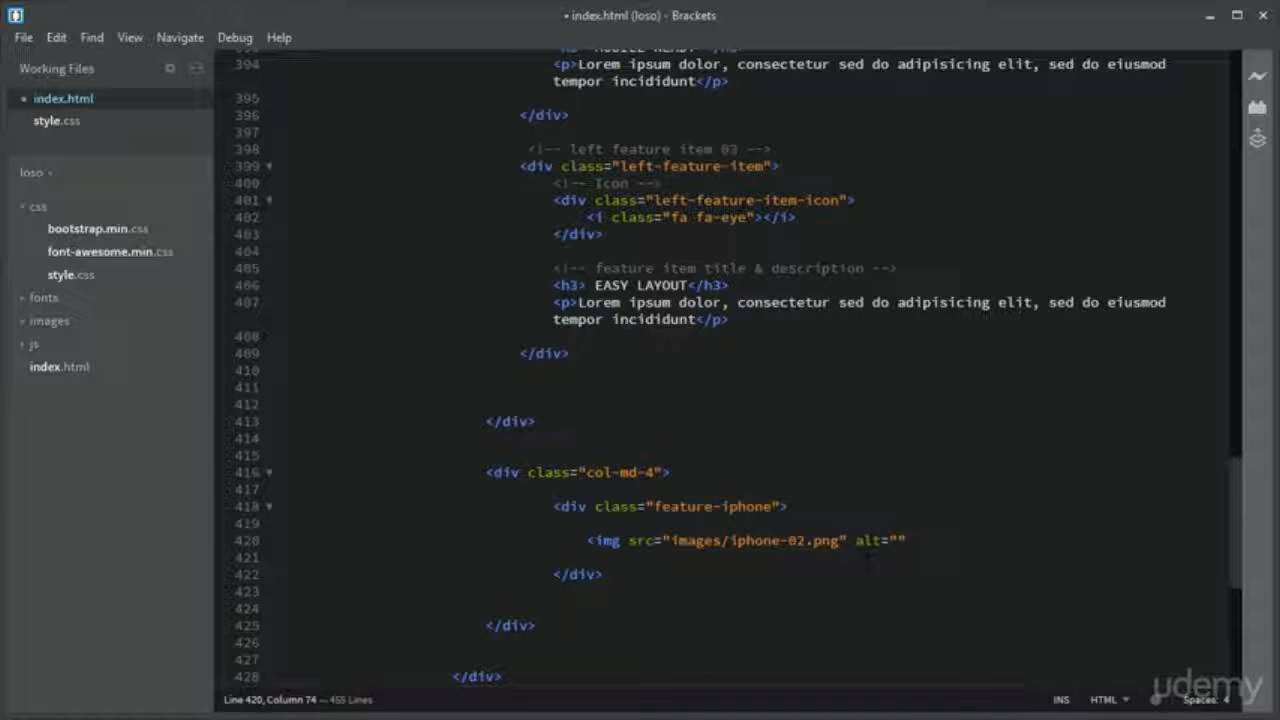 • index.html (loso) - Brackets
File Edit Find View Navigate Debug Help
Working Files
index.html
style.css
loso
css
bootstrap.min.css
font-awesome.min.css
style.css
fonts
images
js
index.html
394 <p>Lorem ipsum dolor, consectetur sed do adipisicing elit, sed do eiusmod
tempor incididunt</p>
395
396 </div>
397
398 <!-- left feature item 03 -->
399 <div class="left-feature-item">
400 <!-- Icon -->
401 <div class="left-feature-item-icon">
402 <i class="fa fa-eye"></i>
403 </div>
404
405 <!-- feature item title & description -->
406 <h3> EASY LAYOUT</h3>
407 <p>Lorem ipsum dolor, consectetur sed do adipisicing elit, sed do eiusmod
tempor incididunt</p>
408
409 </div>
410
411
412
413 </div>
414
415
416 <div class="col-md-4">
417
418 <div class="feature-iphone">
419
420 <img src="images/iphone-02.png" alt=""
421
422 </div>
423
424
425 </div>
426
427
428 </div>
Line 420, Column 74 — 455 Lines
INS HTML Spaces: 4
udemy